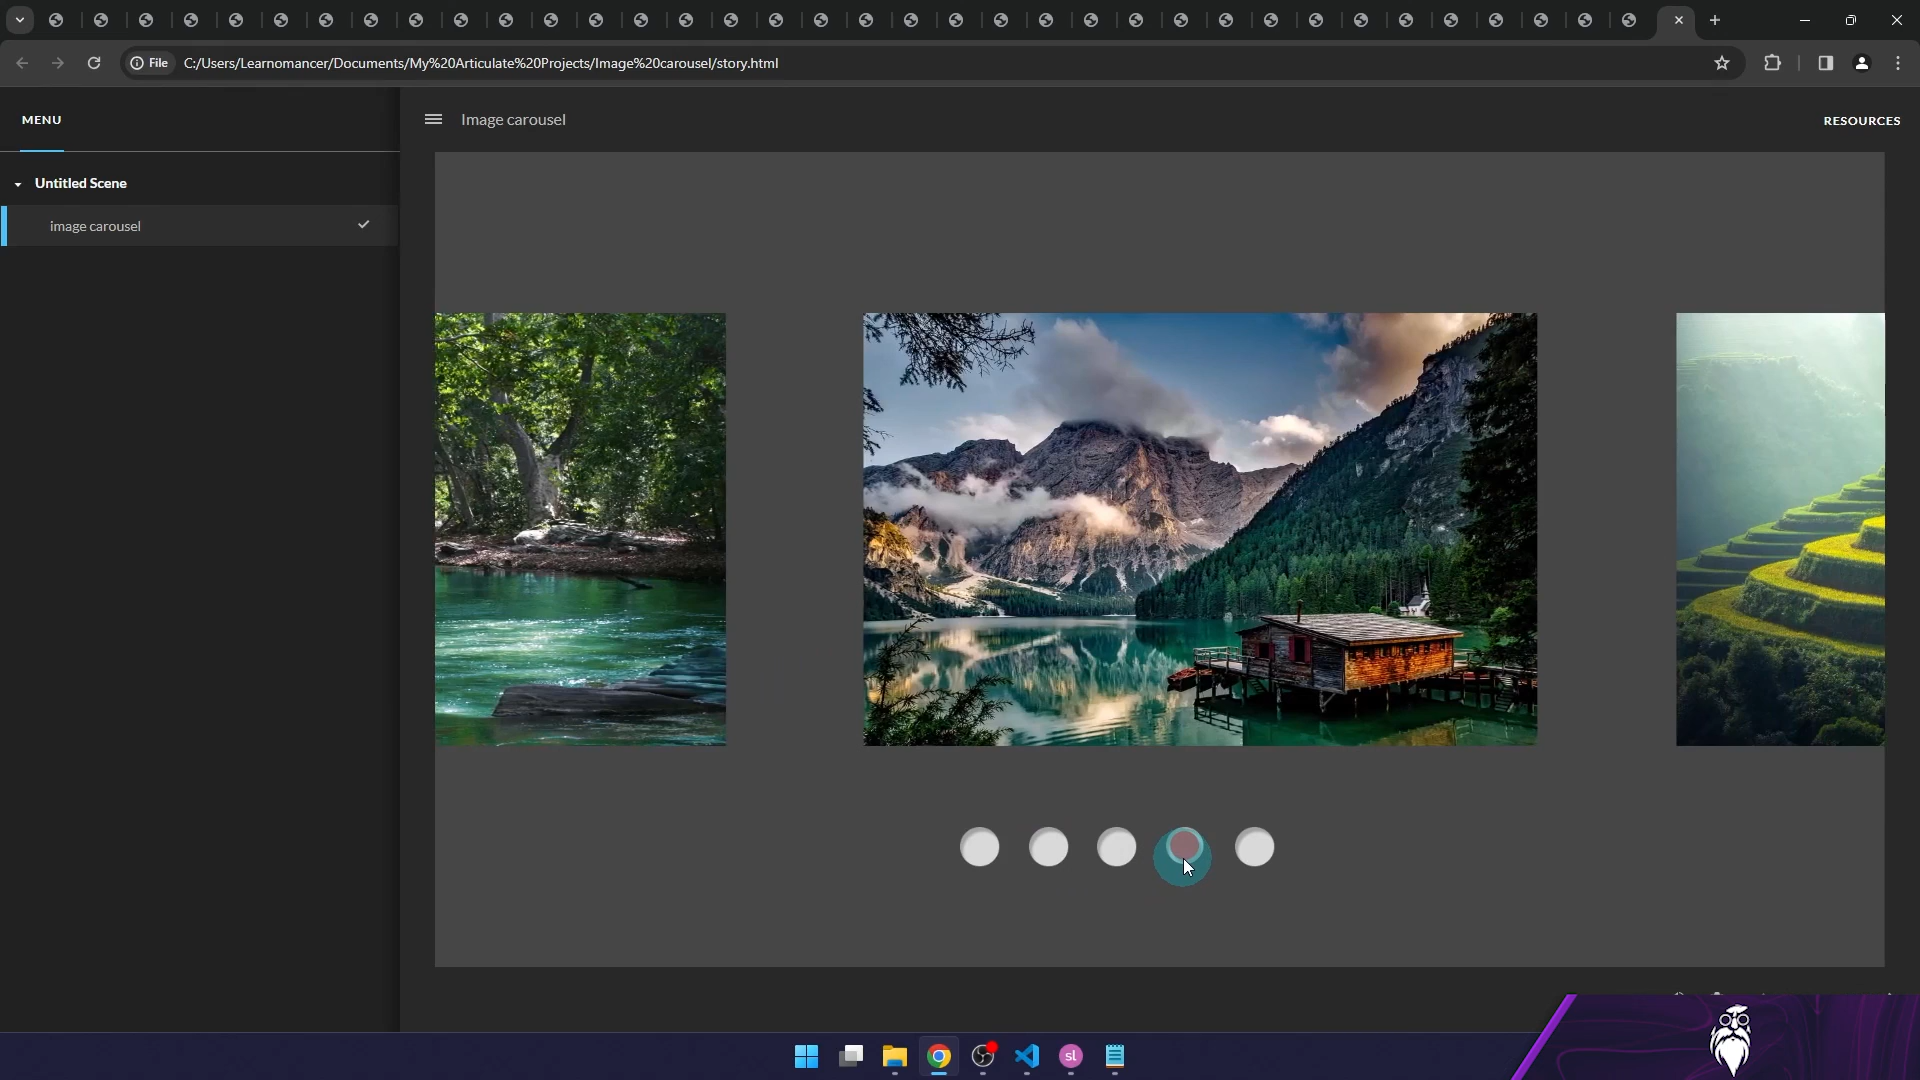 File
C:/Users/Learnomancer/Documents/My%20Articulate%20Projects/Image%20carousel/story.html
MENU
Image carousel
RESOURCES
Untitled Scene
image carousel
sl